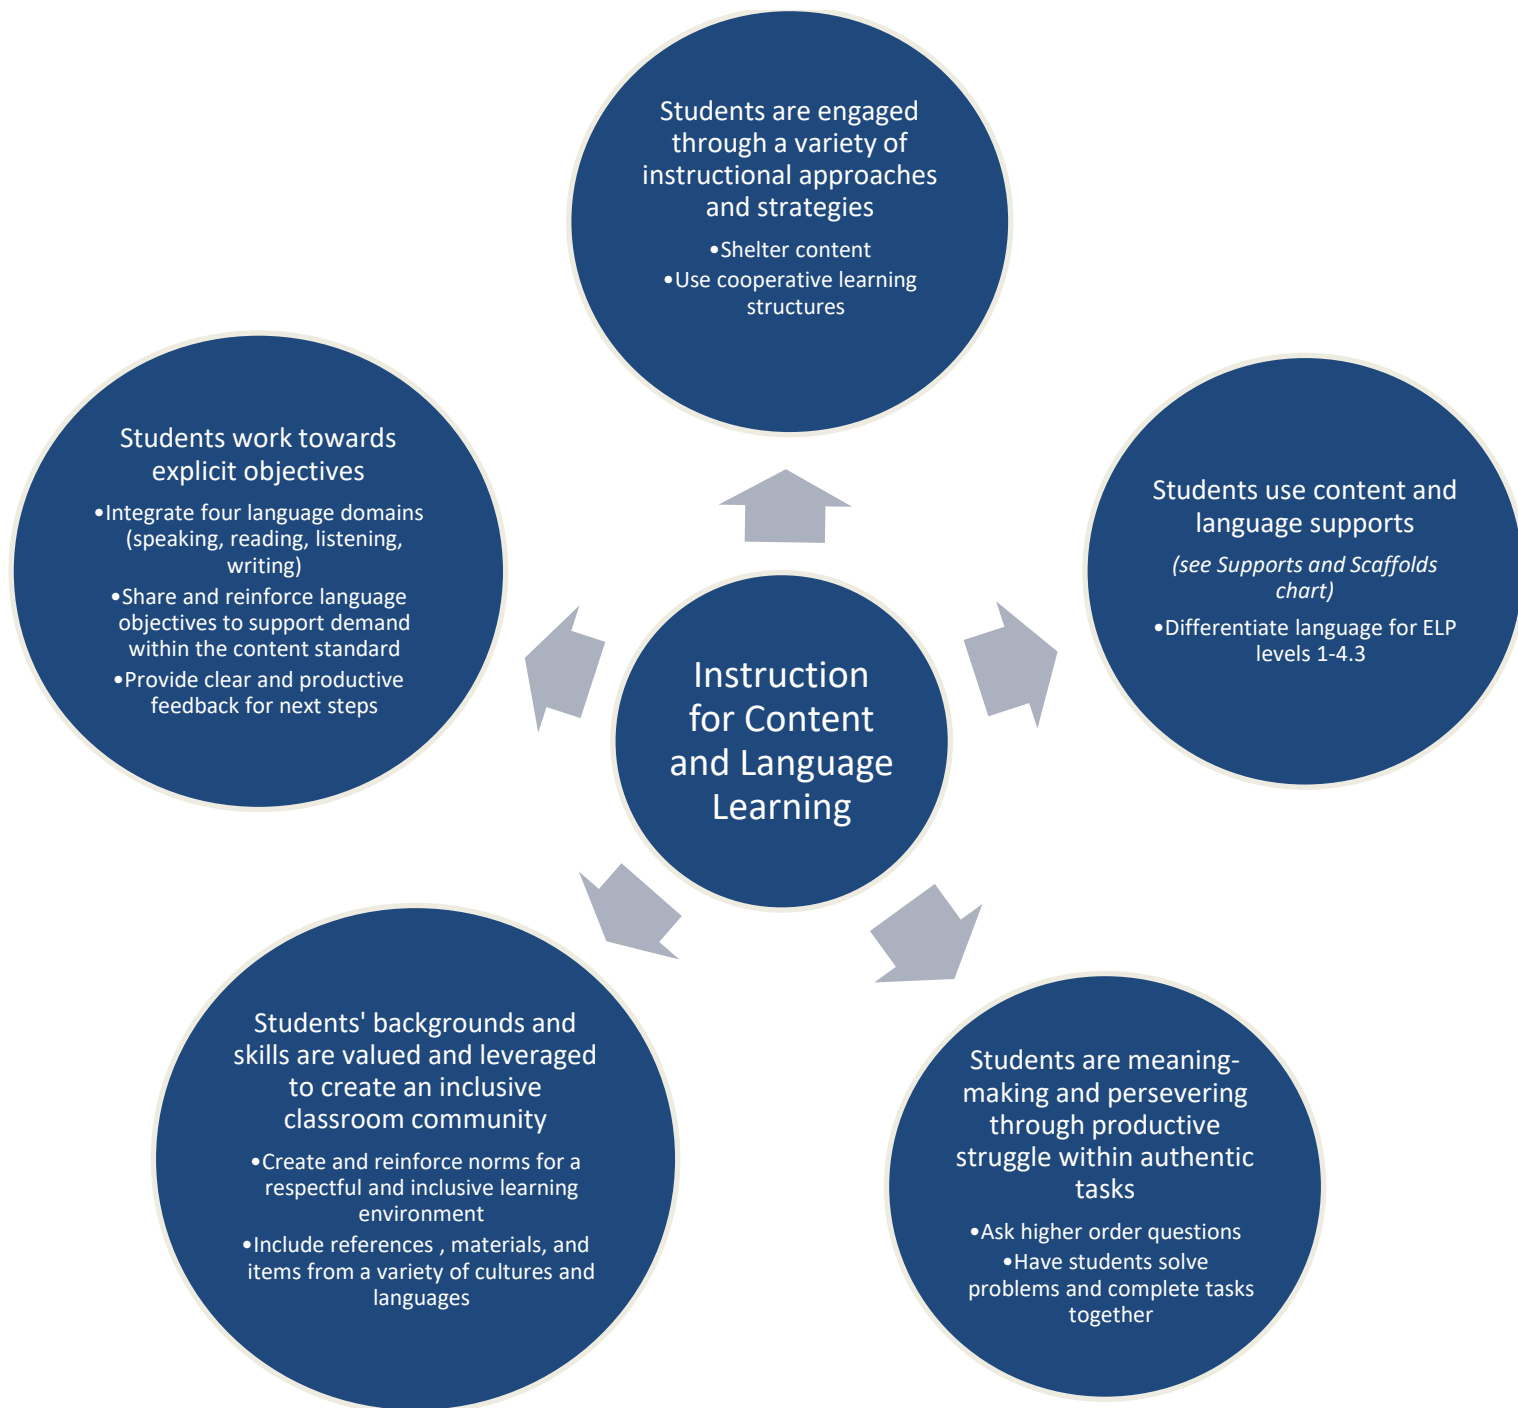 Students are engaged
through a variety of
instructional approaches
and strategies
•Shelter content
•Use cooperative learning
structures
Students work towards
explicit objectives
•Integrate four language domains
(speaking, reading, listening,
writing)
•Share and reinforce language
objectives to support demand
within the content standard
•Provide clear and productive
feedback for next steps
Students use content and
language supports
(see Supports and Scaffolds
chart)
•Differentiate language for ELP
levels 1-4.3
Instruction
for Content
and Language
Learning
Students' backgrounds and
skills are valued and leveraged
to create an inclusive
classroom community
•Create and reinforce norms for a
respectful and inclusive learning
environment
•Include references , materials, and
items from a variety of cultures and
languages
Students are meaning-
making and persevering
through productive
struggle within authentic
tasks
•Ask higher order questions
•Have students solve
problems and complete tasks
together